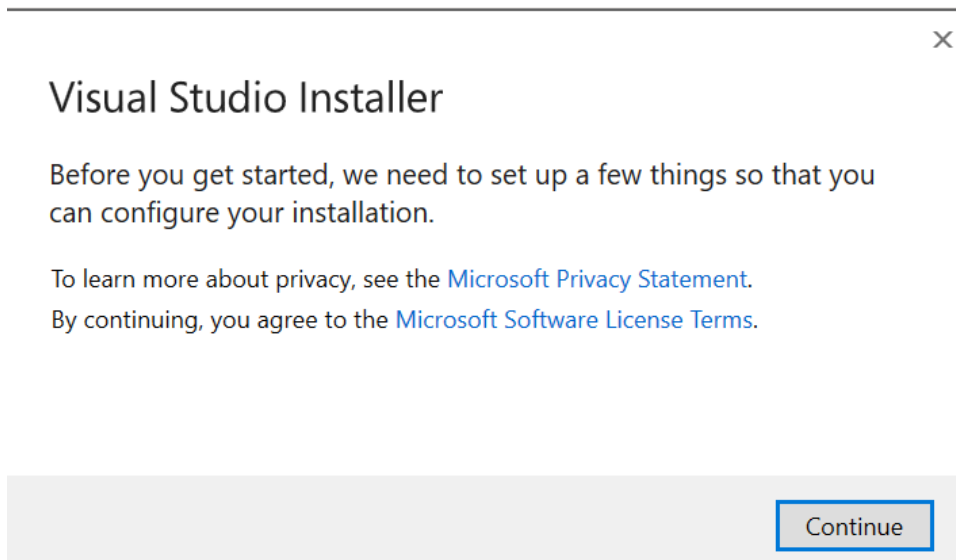 Visual Studio Installer
Before you get started, we need to set up a few things so that you
can configure your installation.
To learn more about privacy, see the Microsoft Privacy Statement.
By continuing, you agree to the Microsoft Software License Terms.
Continue